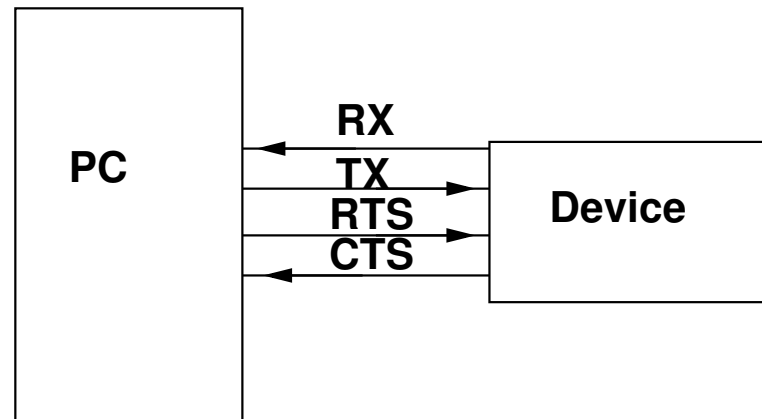 PC
RX
TX
RTS
CTS
Device